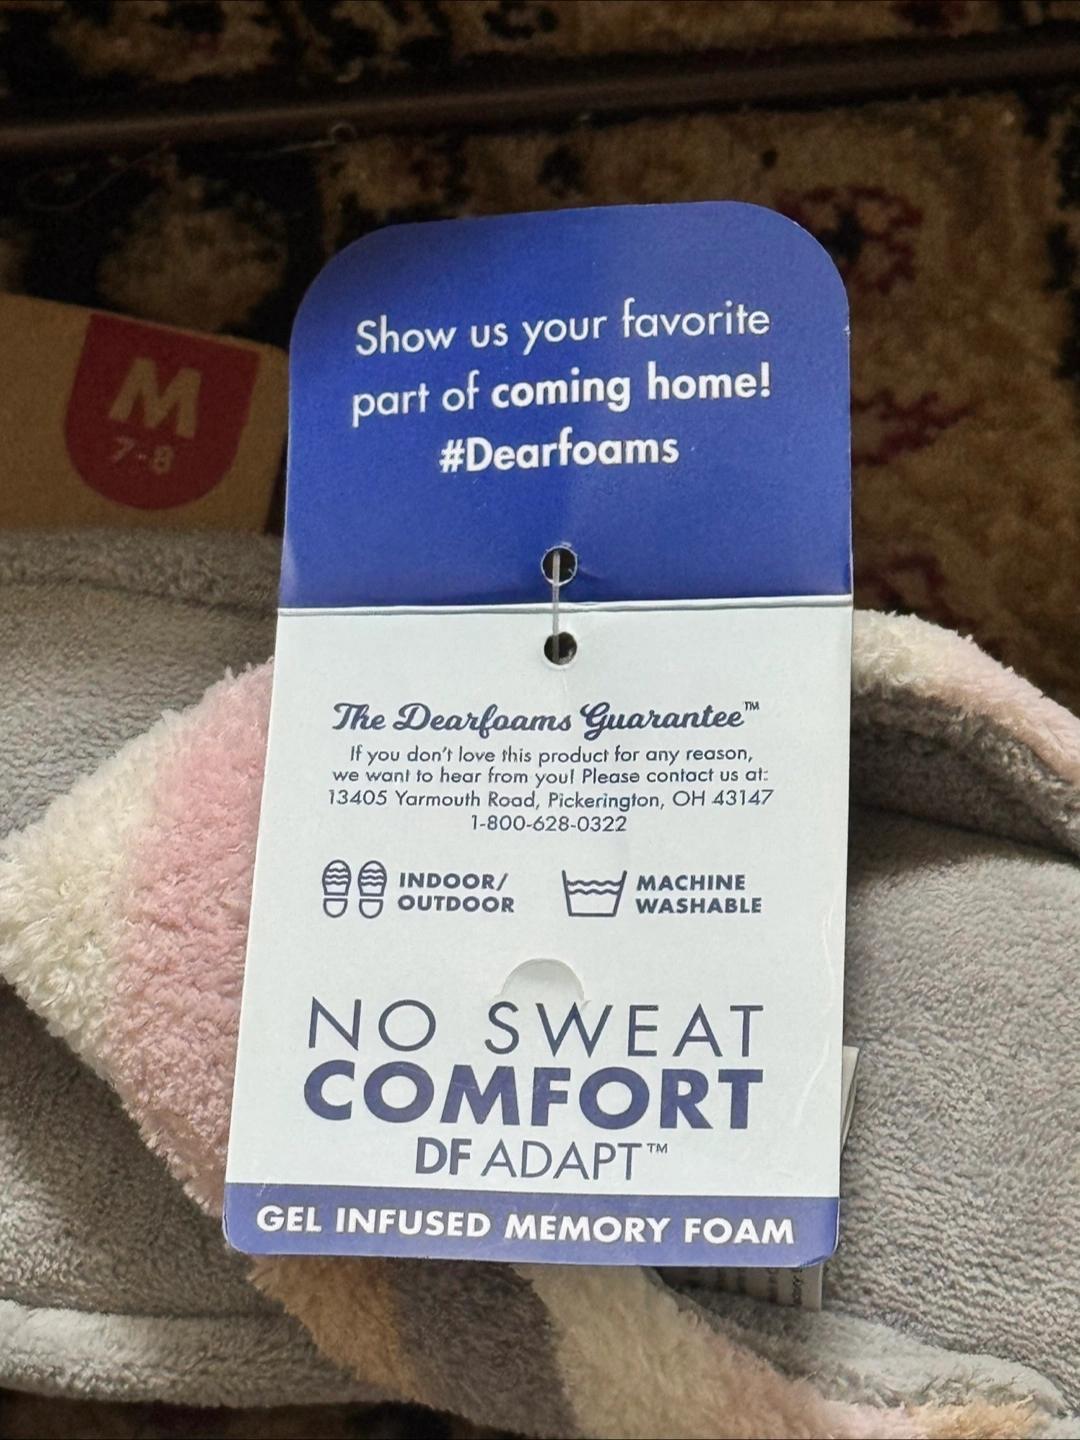 Show us your favorite
part of coming home!
#Dearfoams
M
7-8
The Dearfoams Guarantee™
If you don't love this product for any reason,
we want to hear from you! Please contact us at:
13405 Yarmouth Road, Pickerington, OH 43147
1-800-628-0322
INDOOR/
OUTDOOR
MACHINE
WASHABLE
NO SWEAT
COMFORT
DF ADAPT™
GEL INFUSED MEMORY FOAM